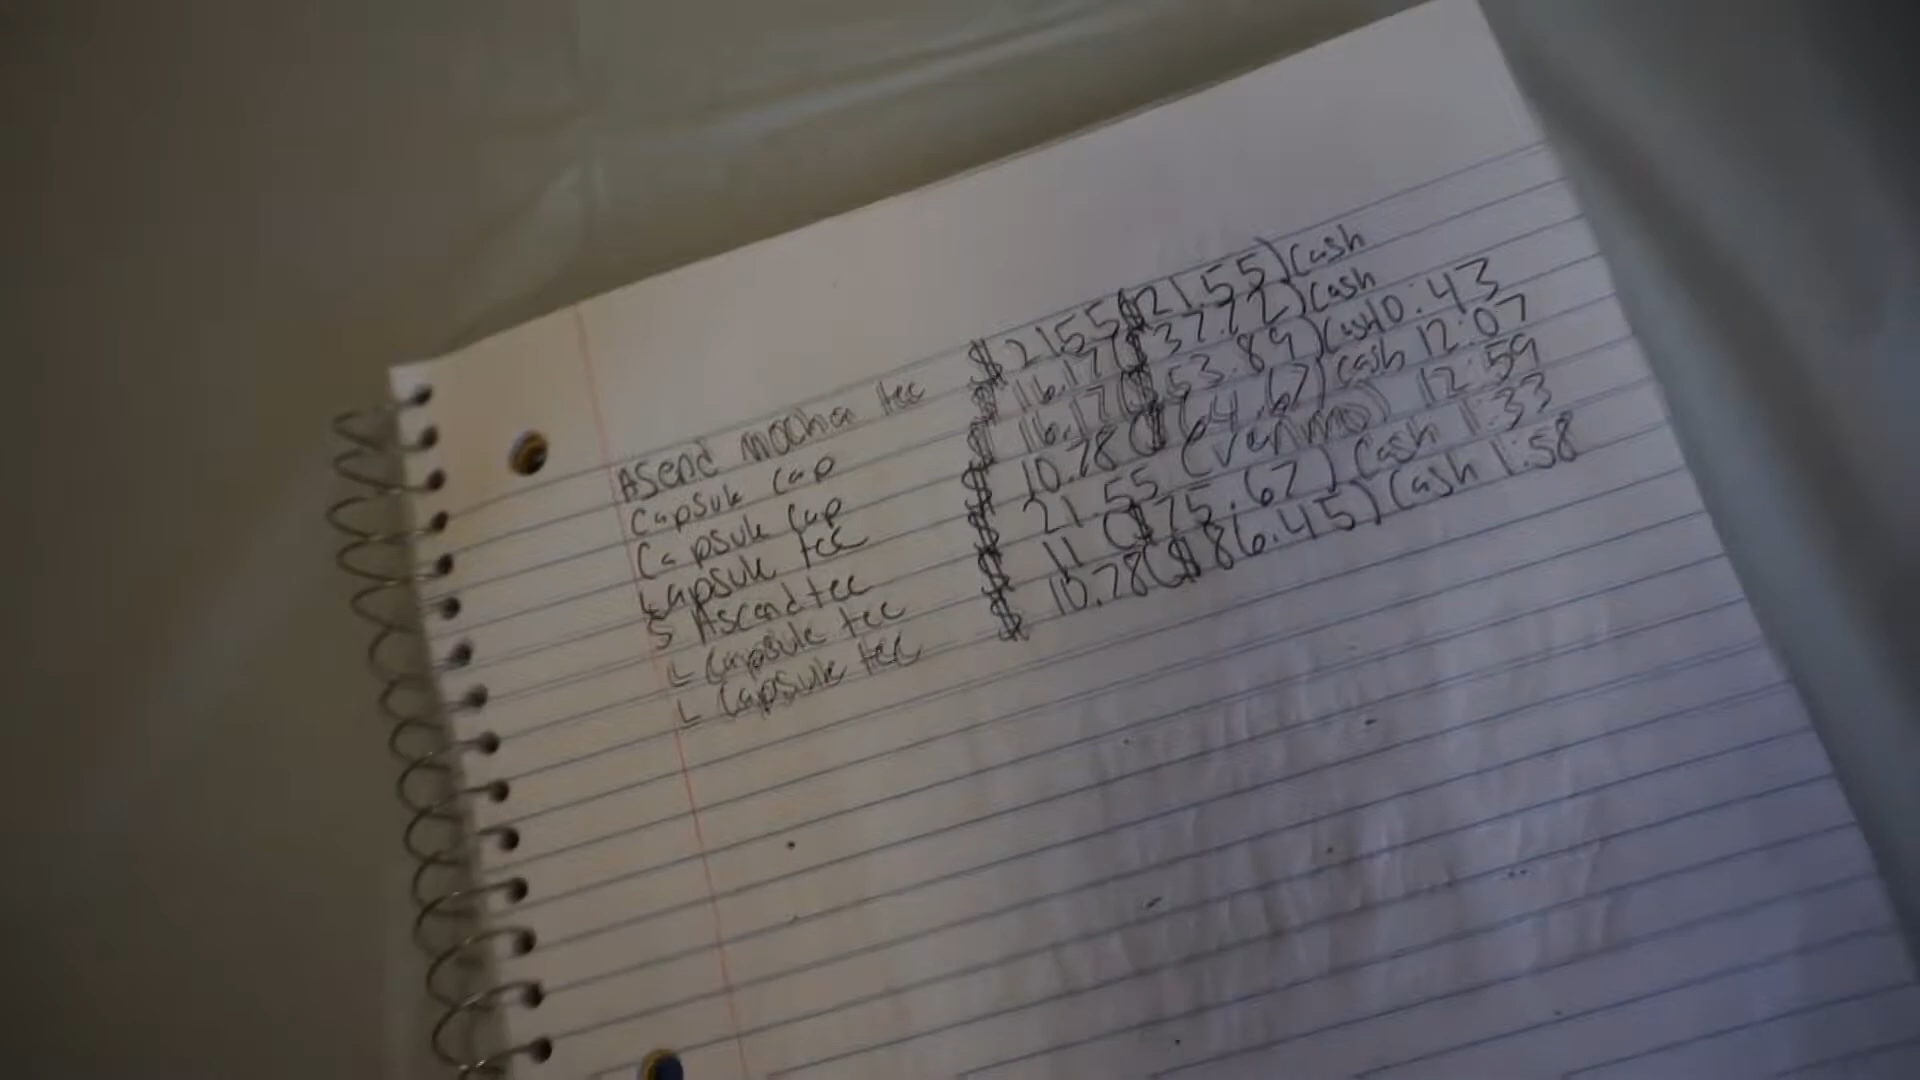 Asend mocha tee $21.55 ($21.55) Cash
Capsule Cap $16.17 ($37.72) Cash
Capsule Cap $16.17 ($53.89) Cash 10:43
L Capsule tee $10.78 ($64.67) Cash 12:07
S Ascend tee $21.55 (venmo) 12:59
L Capsule tee $11 ($75.67) Cash 1:33
L Capsule tee $10.78 ($86.45) Cash 1:58